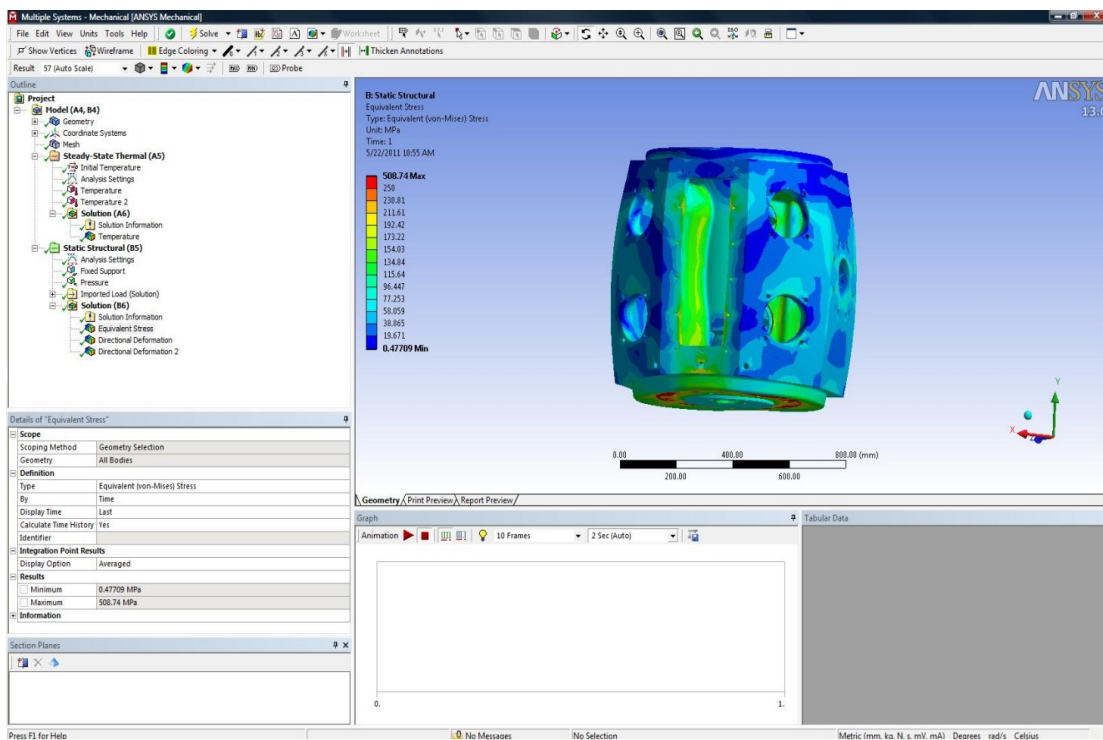 Multiple Systems - Mechanical [ANSYS Mechanical]
File Edit View Units Tools Help Solve Worksheet
Show Vertices Wireframe Edge Coloring Thicken Annotations
Result 57 (Auto Scale) Probe
Outline
Project
Model (A4, B4)
Geometry
Coordinate Systems
Mesh
Steady-State Thermal (A5)
Initial Temperature
Analysis Settings
Temperature
Temperature 2
Solution (A6)
Solution Information
Temperature
Static Structural (B5)
Analysis Settings
Fixed Support
Pressure
Imported Load (Solution)
Solution (B6)
Solution Information
Equivalent Stress
Directional Deformation
Directional Deformation 2
Details of "Equivalent Stress"
Scope
Scoping Method Geometry Selection
Geometry All Bodies
Definition
Type Equivalent (von-Mises) Stress
By Time
Display Time Last
Calculate Time History Yes
Identifier
Integration Point Results
Display Option Averaged
Results
Minimum 0.47709 MPa
Maximum 508.74 MPa
Information
Section Planes
B: Static Structural
Equivalent Stress
Type: Equivalent (von-Mises) Stress
Unit: MPa
Time: 1
5/22/2011 10:55 AM
508.74 Max
250
230.81
211.61
192.42
173.22
154.03
134.84
115.64
96.447
77.253
58.059
38.865
19.671
0.47709 Min
ANSYS
13.0
Y
X
0.00 400.00 800.00 (mm)
200.00 600.00
Geometry Print Preview Report Preview
Graph
Animation 10 Frames 2 Sec (Auto)
0. 1.
Tabular Data
Press F1 for Help No Messages No Selection Metric (mm, kg, N, s, mV, mA) Degrees rad/s Celsius